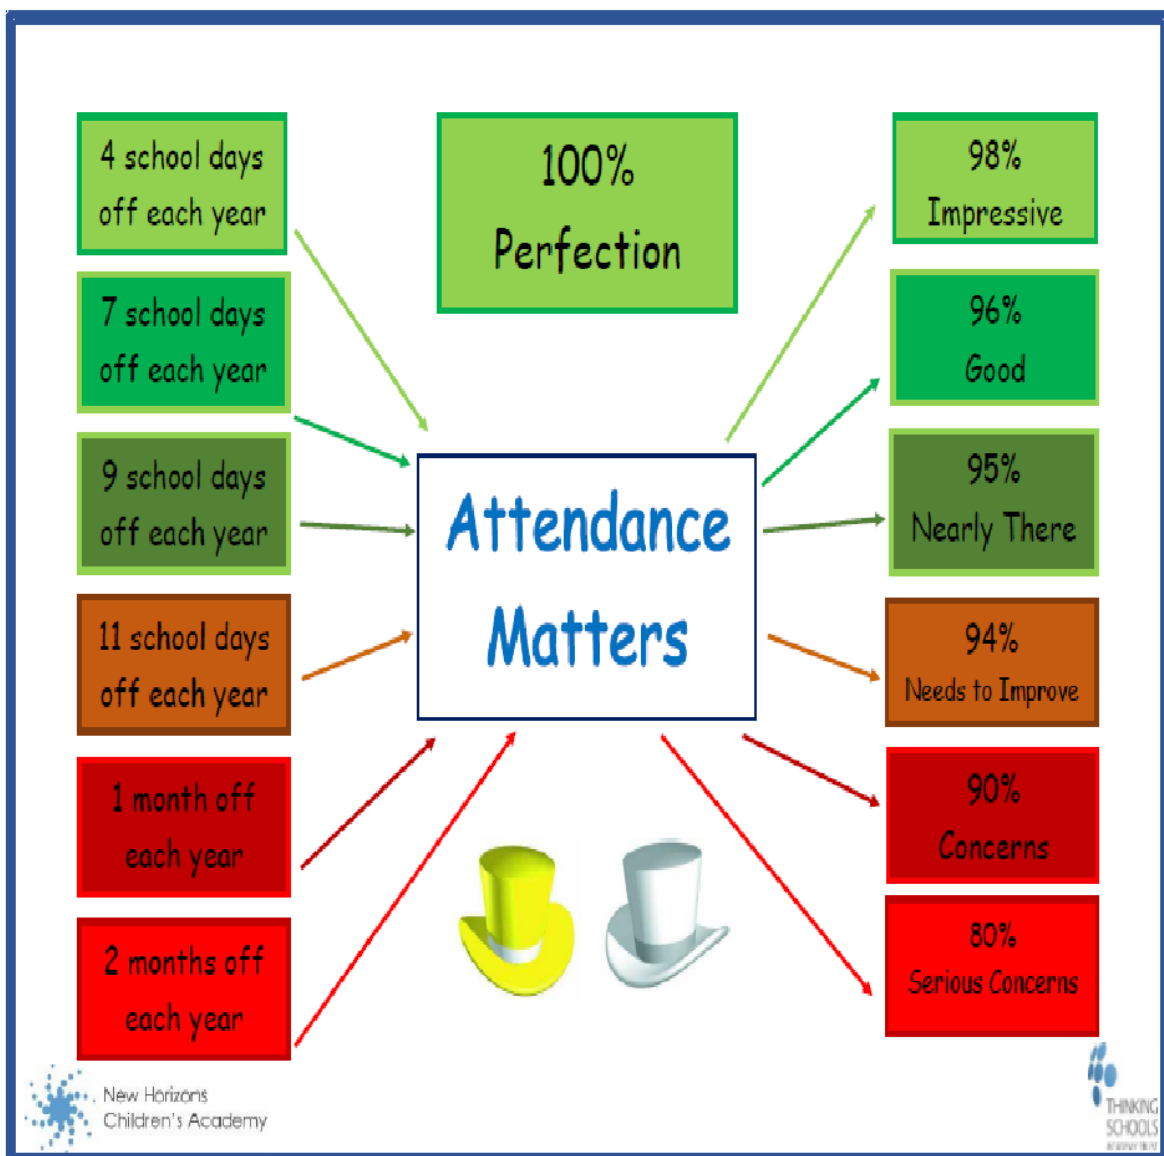 4 school days
off each year
7 school days
off each year
9 school days
off each year
11 school days
off each year
1 month off
each year
2 months off
each year
100%
Perfection
Attendance
Matters
98%
Impressive
96%
Good
95%
Nearly There
94%
Needs to Improve
90%
Concerns
80%
Serious Concerns
New Horizons
Children's Academy
THINKING
SCHOOLS
ACADEMY TRUST